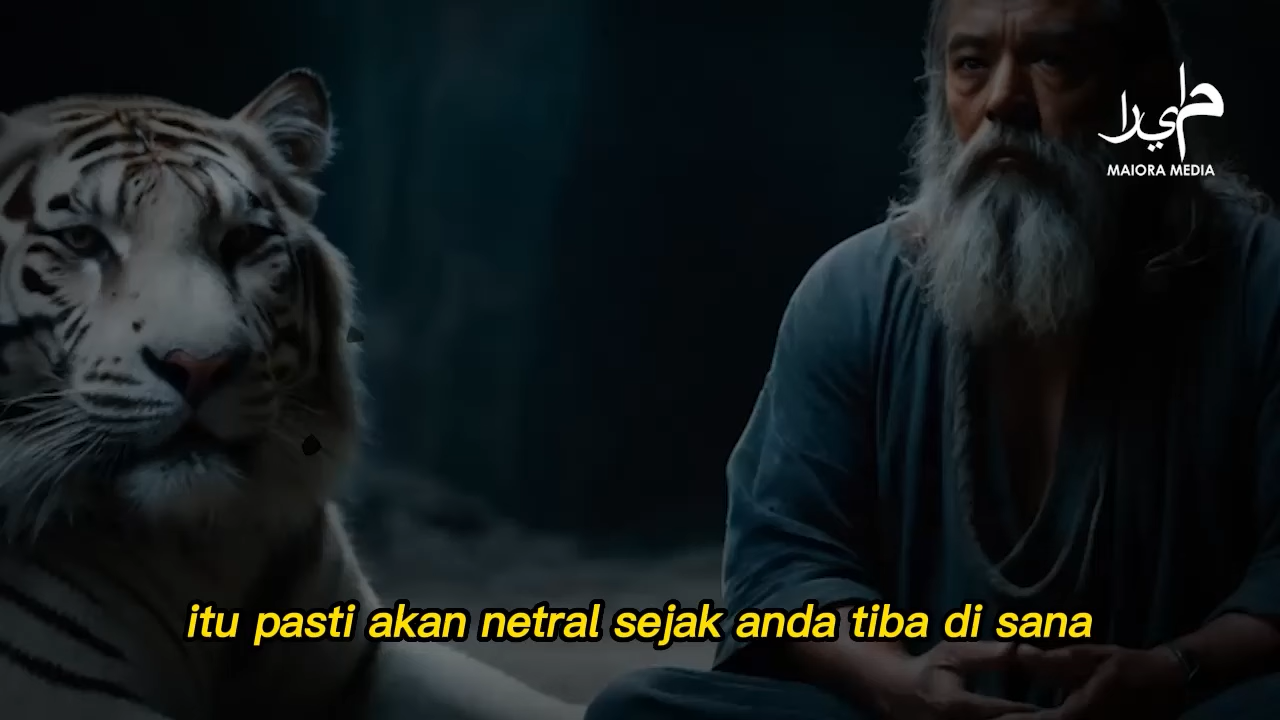 مايرا
MAIORA MEDIA
itu pasti akan netral sejak anda tiba di sana